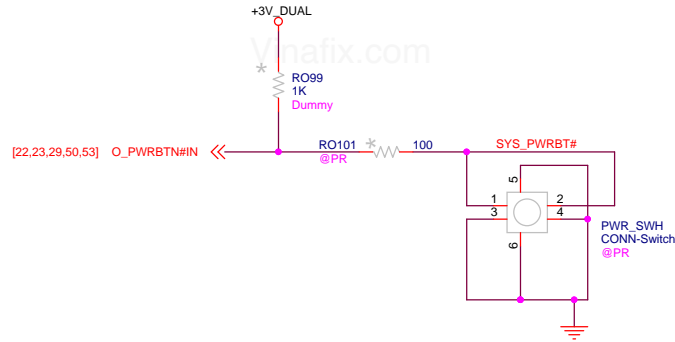 +3V_DUAL
Vinafix.com
*
RO99
1K
Dummy
[22,23,29,50,53] O_PWRBTN#IN
RO101 * 100
@PR
SYS_PWRBT#
5
1 2
3 4
6
PWR_SWH
CONN-Switch
@PR